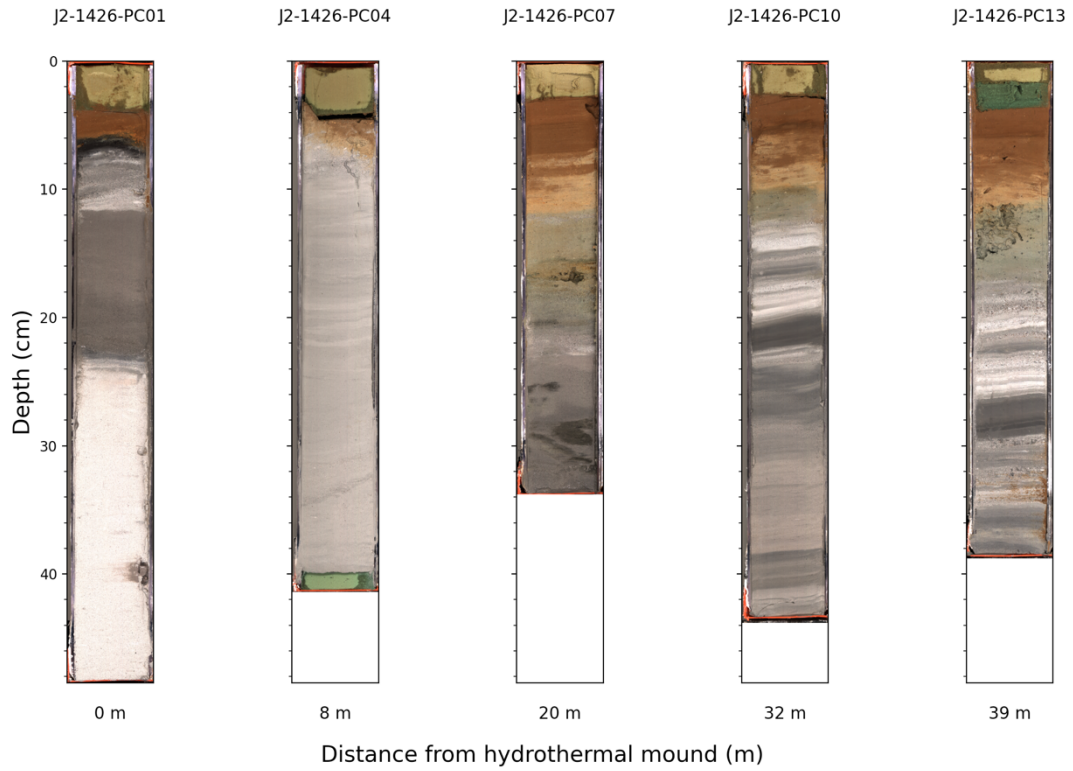 J2-1426-PC01
J2-1426-PC04
J2-1426-PC07
J2-1426-PC10
J2-1426-PC13
0
10
20
30
40
Depth (cm)
0 m
8 m
20 m
32 m
39 m
Distance from hydrothermal mound (m)